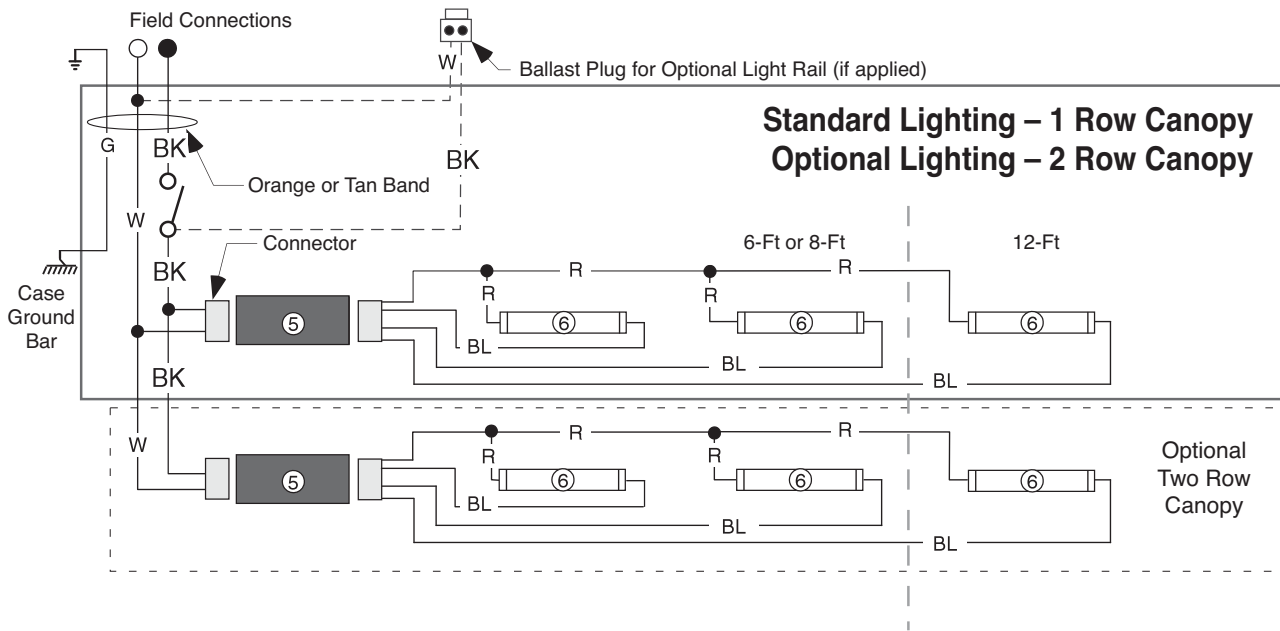 Field Connections
W
Ballast Plug for Optional Light Rail (if applied)
Standard Lighting – 1 Row Canopy
Optional Lighting – 2 Row Canopy
G
BK
BK
Orange or Tan Band
W
Connector
6-Ft or 8-Ft
12-Ft
BK
R
R
Case
Ground
Bar
R
R
5
6
6
6
BL
BL
BK
BL
W
R
R
Optional
Two Row
Canopy
R
R
5
6
6
6
BL
BL
BL